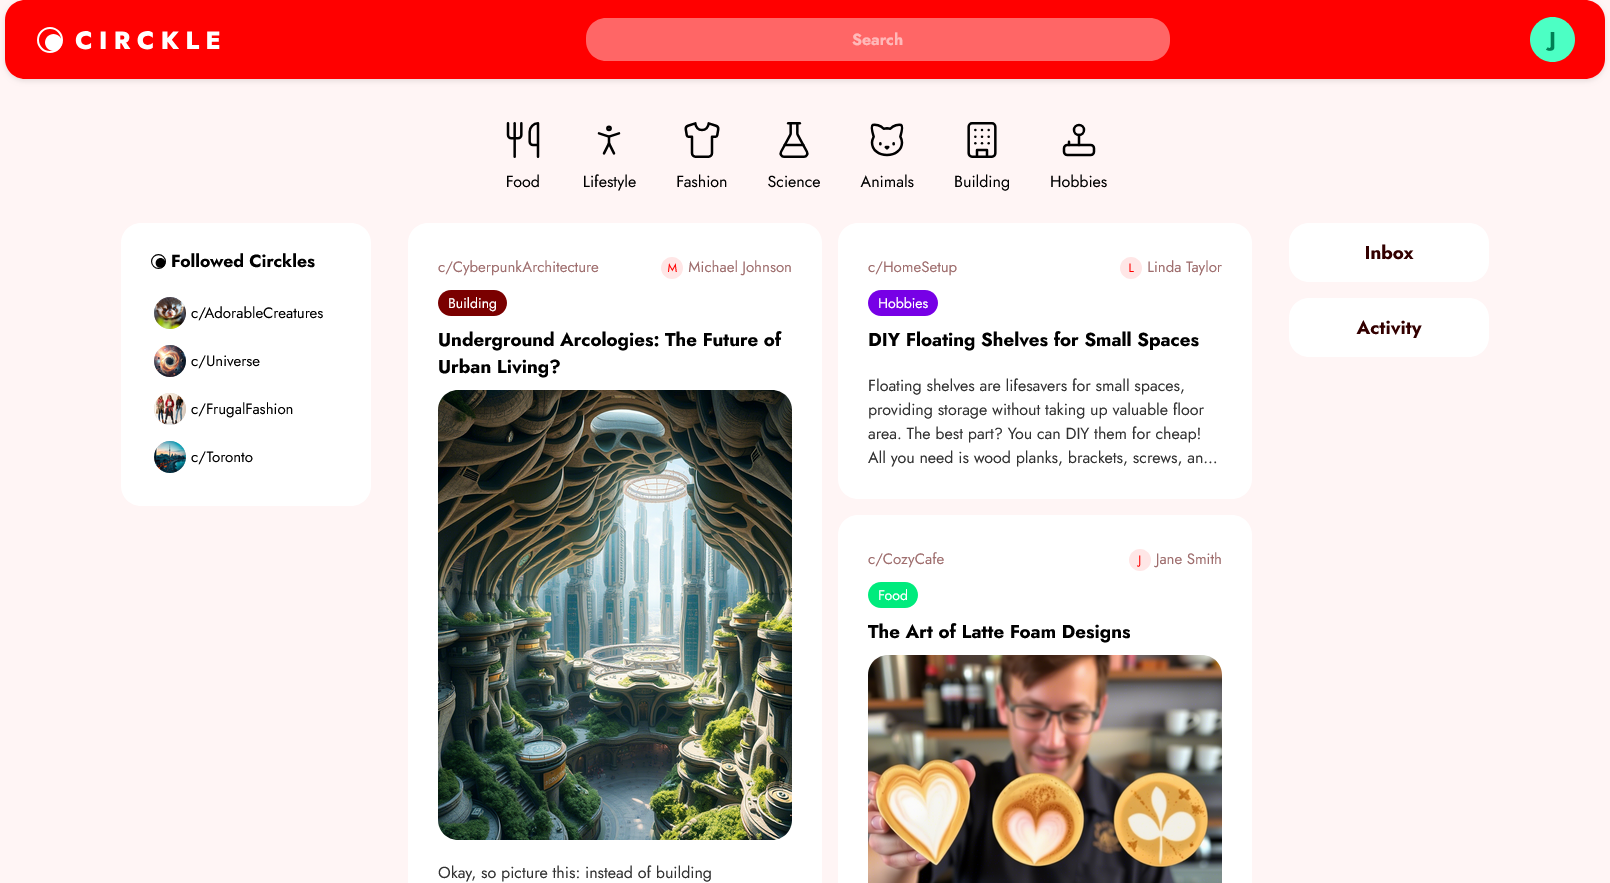 CIRCKLE
Search
J
Food
Lifestyle
Fashion
Science
Animals
Building
Hobbies
Followed Circkles
c/AdorableCreatures
c/Universe
c/FrugalFashion
c/Toronto
c/CyberpunkArchitecture
M Michael Johnson
Building
Underground Arcologies: The Future of
Urban Living?
Okay, so picture this: instead of building
c/HomeSetup
L Linda Taylor
Hobbies
DIY Floating Shelves for Small Spaces
Floating shelves are lifesavers for small spaces,
providing storage without taking up valuable floor
area. The best part? You can DIY them for cheap!
All you need is wood planks, brackets, screws, an...
c/CozyCafe
J Jane Smith
Food
The Art of Latte Foam Designs
Inbox
Activity